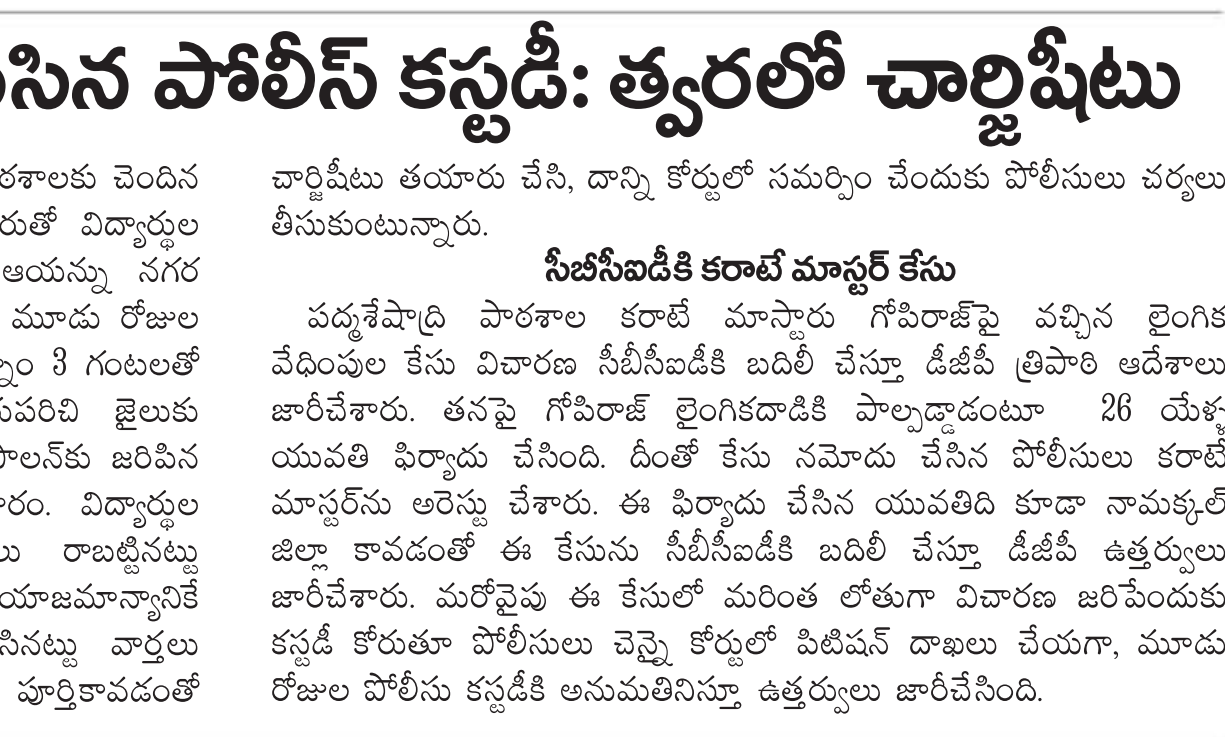 సిన పోలీస్ కస్టడీ: త్వరలో చార్జిషీటు
ఠశాలకు చెందిన
రుతో విద్యార్థుల
ఆయన్ను నగర
మూడు రోజుల
3 గంటలతో
పరిచి జైలుకు
పాలన్‌కు జరిపిన
రం. విద్యార్థుల
రాబట్టినట్టు
యాజమాన్యానికే
సినట్టు వార్తలు
పూర్తికావడంతో
చార్జిషీటు తయారు చేసి, దాన్ని కోర్టులో సమర్పిం చేందుకు పోలీసులు చర్యలు
తీసుకుంటున్నారు.
సీబీసీఐడీకి కరాటే మాస్టర్ కేసు
పద్మశేషాద్రి పాఠశాల కరాటే మాస్టారు గోపిరాజ్‌పై వచ్చిన లైంగిక
వేధింపుల కేసు విచారణ సీబీసీఐడీకి బదిలీ చేస్తూ డీజీపీ త్రిపాఠి ఆదేశాలు
జారీచేశారు. తనపై గోపిరాజ్ లైంగికదాడికి పాల్పడ్డాడంటూ 26 యేళ్ళ
యువతి ఫిర్యాదు చేసింది. దీంతో కేసు నమోదు చేసిన పోలీసులు కరాటే
మాస్టర్‌ను అరెస్టు చేశారు. ఈ ఫిర్యాదు చేసిన యువతిది కూడా నామక్కల్
జిల్లా కావడంతో ఈ కేసును సీబీసీఐడీకి బదిలీ చేస్తూ డీజీపీ ఉత్తర్వులు
జారీచేశారు. మరోవైపు ఈ కేసులో మరింత లోతుగా విచారణ జరిపేందుకు
కస్టడీ కోరుతూ పోలీసులు చెన్నై కోర్టులో పిటిషన్ దాఖలు చేయగా, మూడు
రోజుల పోలీసు కస్టడీకి అనుమతినిస్తూ ఉత్తర్వులు జారీచేసింది.